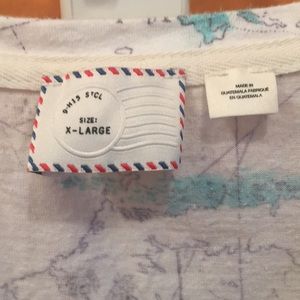 SIZE:
X-LARGE
MADE IN
GUATEMALA FABRIQUÉ
EN GUATEMALA